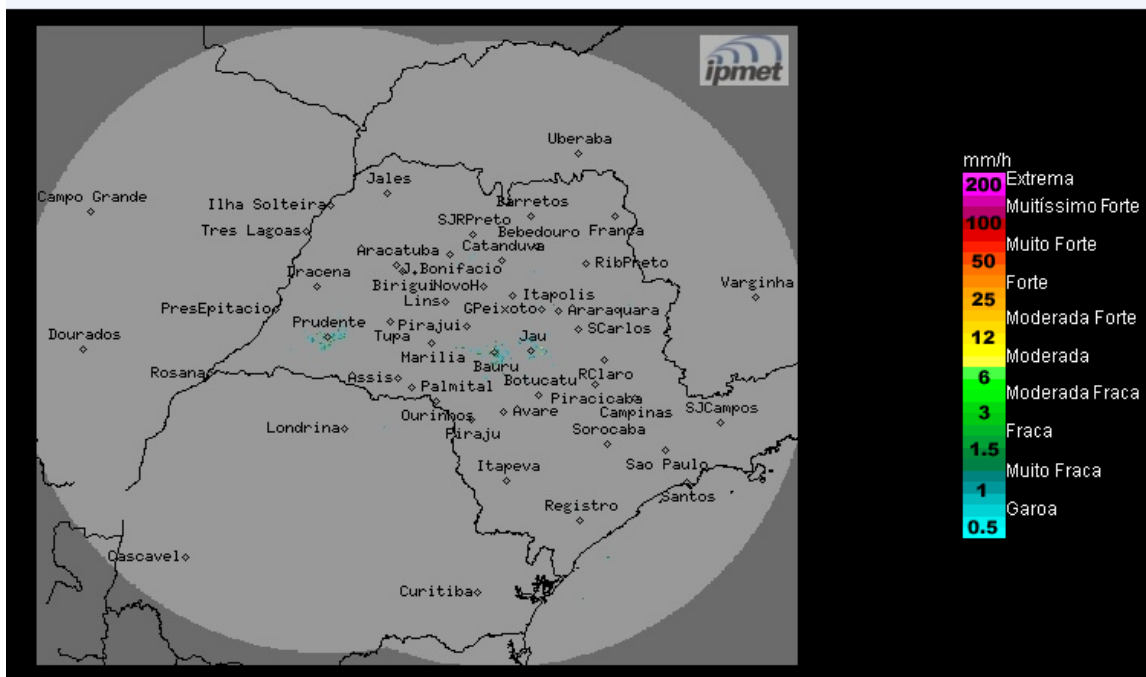 ipmet
Uberaba
mm/h
200 Extrema
Jales
Campo Grande
Ilha Solteira
Barretos
Muitíssimo Forte
100
SJRPreto
Tres Lagoas
Bebedouro Franca
Muito Forte
Catanduva
Aracatuba
50
J.Bonifacio
RibPreto
Dracena
Forte
Varginha
Birigui NovoH
25
Lins
Itapolis
PresEpitacio
GPeixoto
Araraquara
Moderada Forte
Prudente
Pirajui
SCarlos
Dourados
Tupa
Jau
12
Marilia
Moderada
Bauru
Rosana
Assis
Botucatu
RClaro
6
Palmital
Moderada Fraca
Piracicaba
Ourinhos
Avare
Campinas
SJCampos
3
Londrina
Piraju
Sorocaba
Fraca
1.5
Itapeva
Sao Paulo
Muito Fraca
1
Santos
Registro
Garoa
0.5
Cascavel
Curitiba